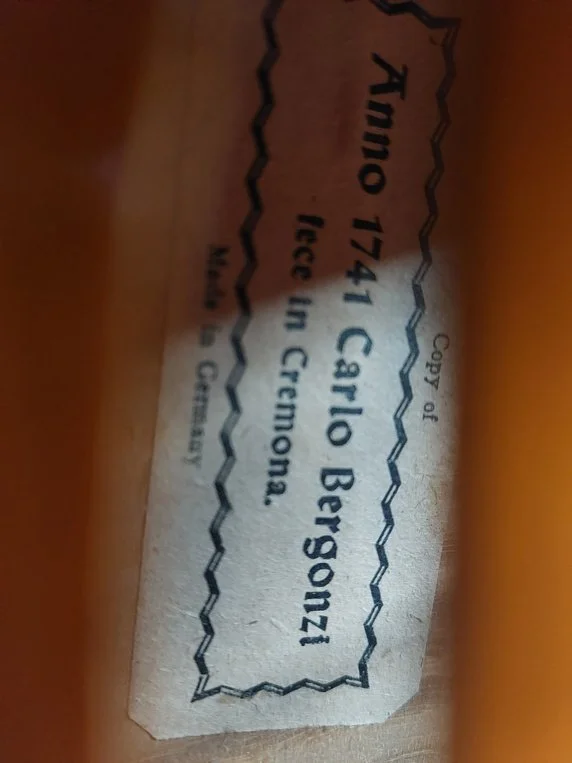 Copy of
Anno 1741 Carlo Bergonzi
fece in Cremona.
Made in Germany